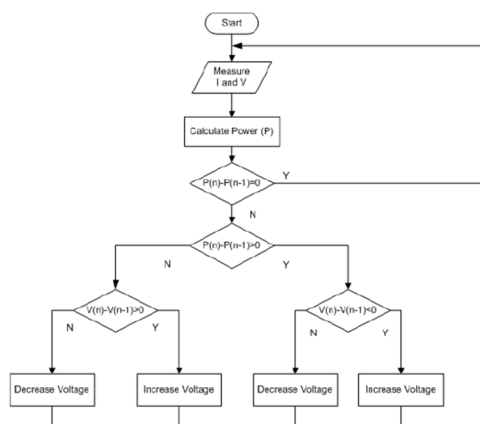 Start
Measure
I and V
Calculate Power (P)
P(n)-P(n-1)=0
Y
N
P(n)-P(n-1)>0
N
Y
V(n)-V(n-1)>0
V(n)-V(n-1)<0
N
Y
N
Y
Decrease Voltage
Increase Voltage
Decrease Voltage
Increase Voltage